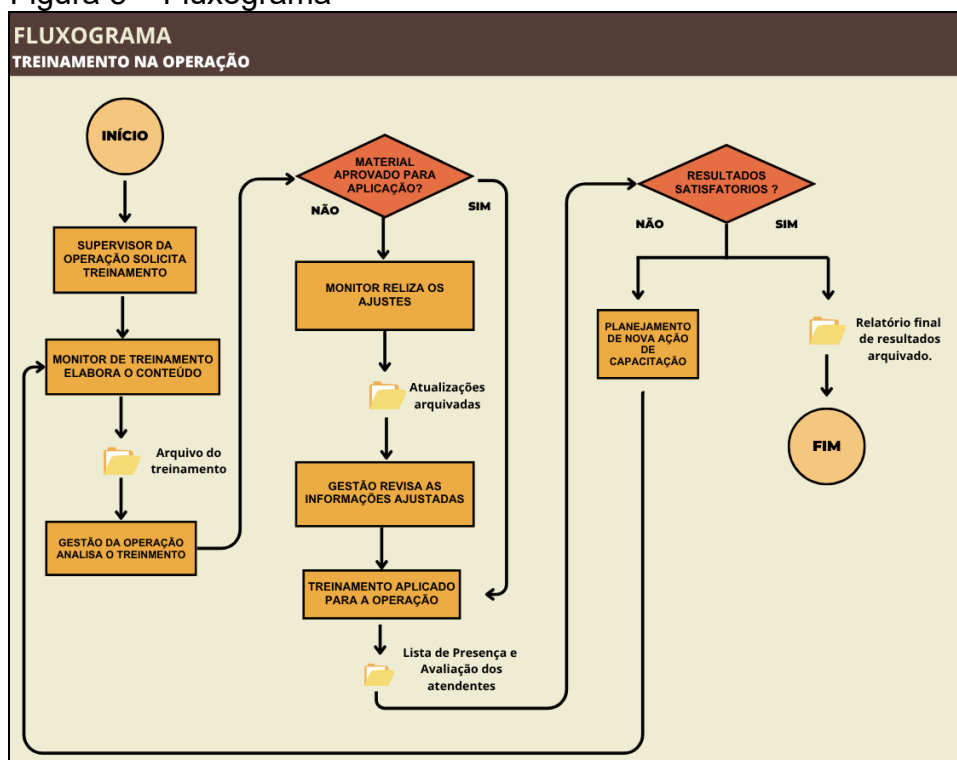 Figura 3 – Fluxograma
FLUXOGRAMA
TREINAMENTO NA OPERAÇÃO
INÍCIO
SUPERVISOR DA
OPERAÇÃO SOLICITA
TREINAMENTO
MONITOR DE TREINAMENTO
ELABORA O CONTEÚDO
Arquivo do
treinamento
GESTÃO DA OPERAÇÃO
ANALISA O TREINMENTO
MATERIAL
APROVADO PARA
APLICAÇÃO?
NÃO
SIM
MONITOR RELIZA OS
AJUSTES
Atualizações
arquivadas
GESTÃO REVISA AS
INFORMAÇÕES AJUSTADAS
TREINAMENTO APLICADO
PARA A OPERAÇÃO
Lista de Presença e
Avaliação dos
atendentes
RESULTADOS
SATISFATORIOS ?
NÃO
SIM
PLANEJAMENTO
DE NOVA AÇÃO
DE
CAPACITAÇÃO
Relatório final
de resultados
arquivado.
FIM